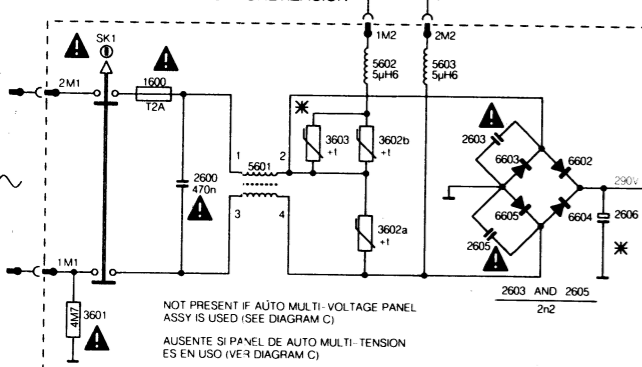 1M2 2M2
SK1
5602 5603
5µH6 5µH6
2M1
1600
T2A
3603 3602b
+t +t
2603
6603 6602
1 5601 2
2600
470n
290V
3 4
3602a
+t
6605 6604 2606
2605
1M1
4M7 3601
2603 AND 2605
2n2
NOT PRESENT IF AUTO MULTI-VOLTAGE PANEL
ASSY IS USED (SEE DIAGRAM C)
AUSENTE SI PANEL DE AUTO MULTI-TENSION
ES EN USO (VER DIAGRAM C)